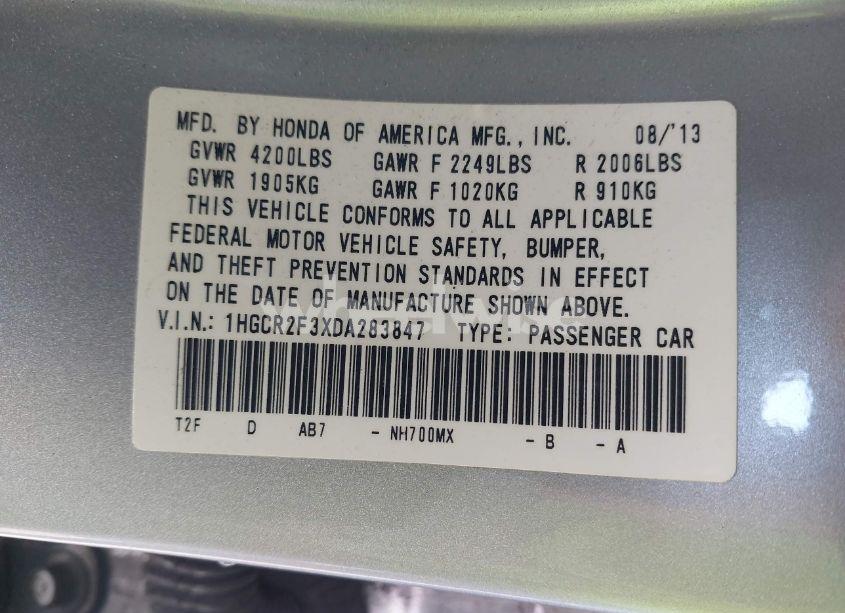 MFD. BY HONDA OF AMERICA MFG., INC. 08/'13
GVWR 4200LBS GAWR F 2249LBS R 2006LBS
GVWR 1905KG GAWR F 1020KG R 910KG
THIS VEHICLE CONFORMS TO ALL APPLICABLE
FEDERAL MOTOR VEHICLE SAFETY, BUMPER,
AND THEFT PREVENTION STANDARDS IN EFFECT
ON THE DATE OF MANUFACTURE SHOWN ABOVE.
wheelwise
V.I.N.: 1HGCR2F3XDA283847 TYPE: PASSENGER CAR
T2F D AB7 - NH700MX - B - A